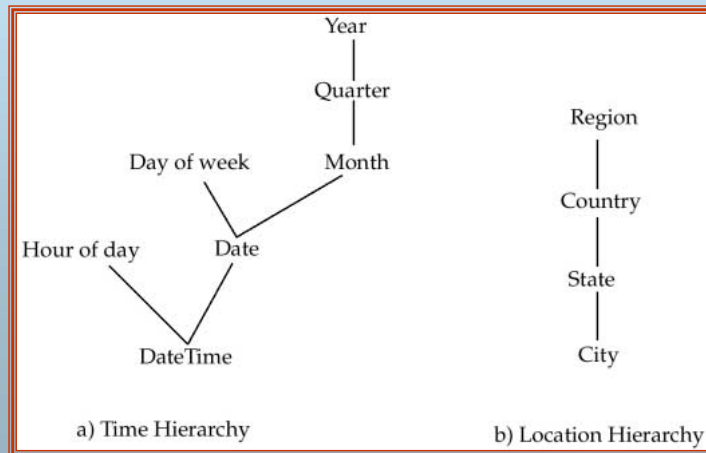 Year
Quarter
Region
Day of week
Month
Country
Hour of day
Date
State
DateTime
City
a) Time Hierarchy
b) Location Hierarchy